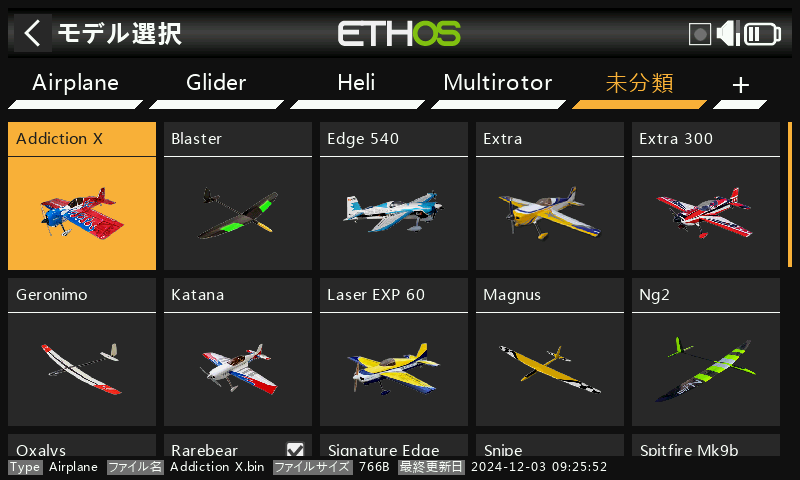 モデル選択 ETHOS
Airplane Glider Heli Multirotor 未分類 +
Addiction X Blaster Edge 540 Extra Extra 300
Geronimo Katana Laser EXP 60 Magnus Ng2
Oxalys Rarebear Signature Edge Snipe Spitfire Mk9b
Type Airplane ファイル名 Addiction X.bin ファイルサイズ 766B 最終更新日 2024-12-03 09:25:52